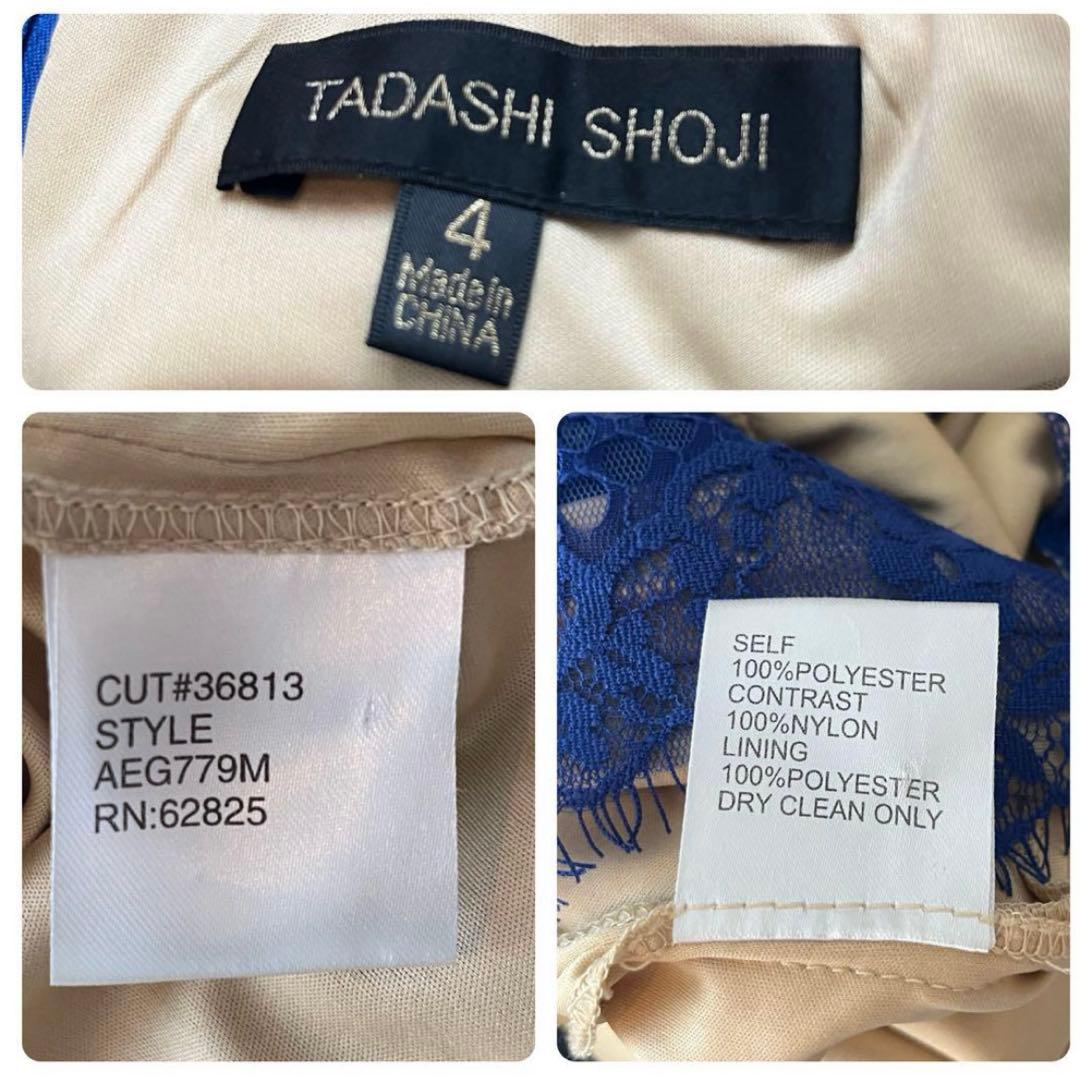 TADASHI SHOJI
4
Made in
CHINA
CUT#36813
STYLE
AEG779M
RN:62825
SELF
100%POLYESTER
CONTRAST
100%NYLON
LINING
100%POLYESTER
DRY CLEAN ONLY